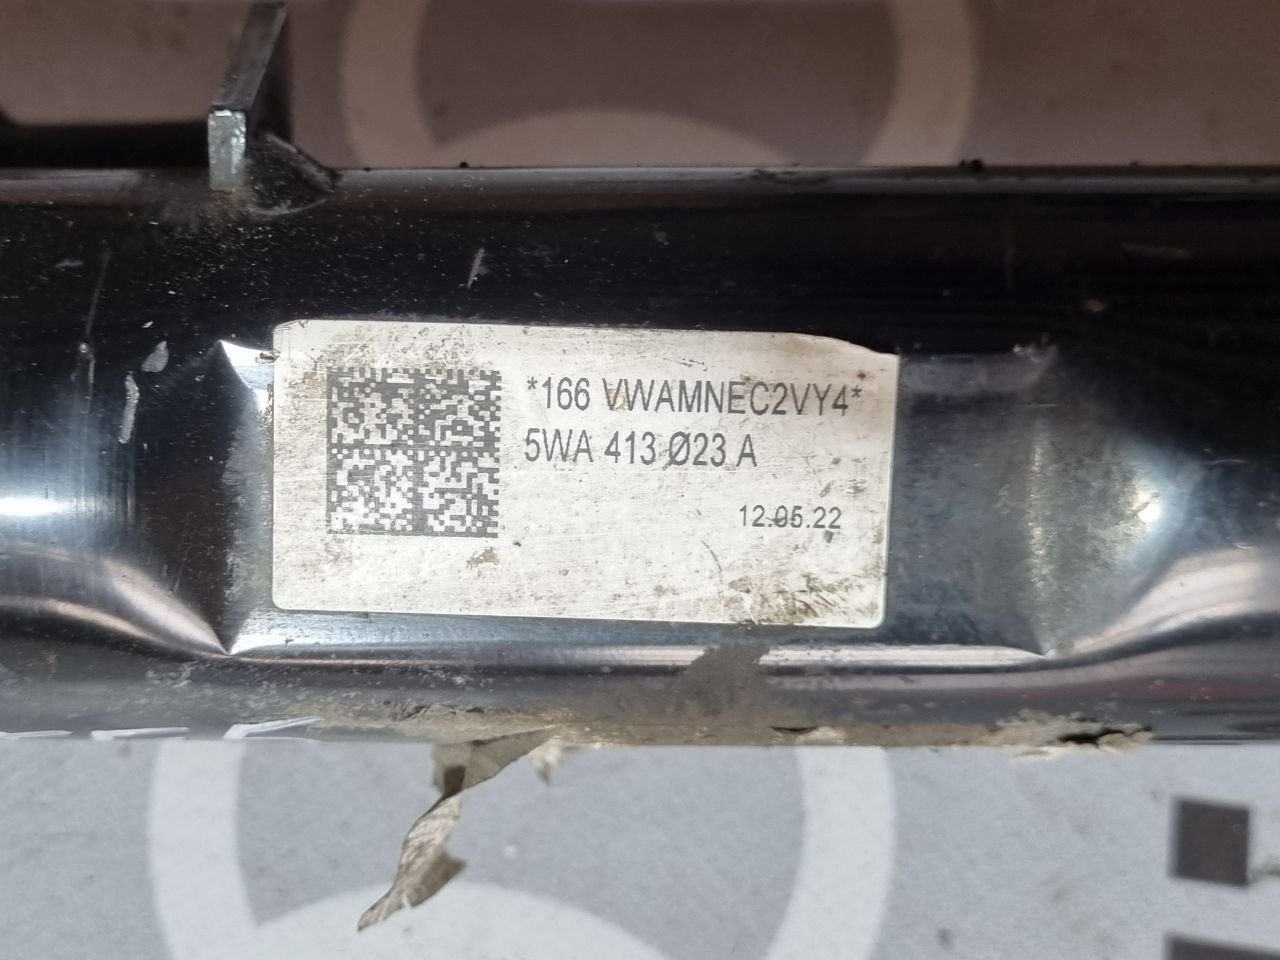 *166 VWAMNEC2VY4*
5WA 413 Ø23 A
12.05.22